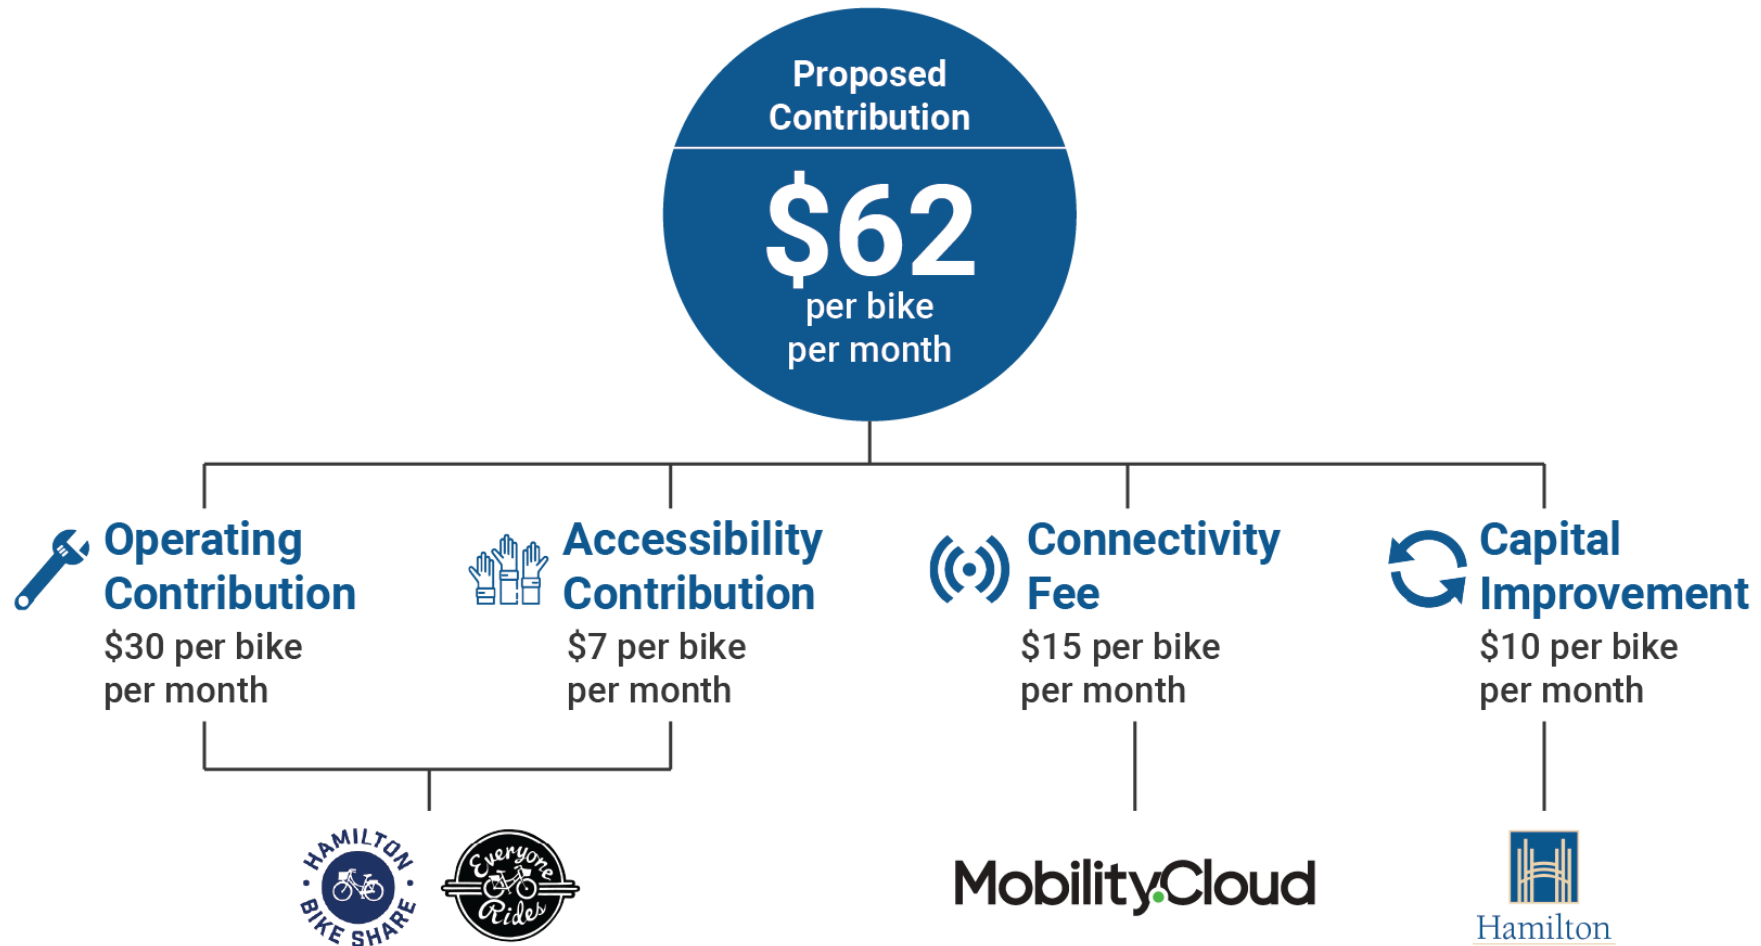 Proposed
Contribution
$62
per bike
per month
Operating
Contribution
$30 per bike
per month
Accessibility
Contribution
$7 per bike
per month
Connectivity
Fee
$15 per bike
per month
Capital
Improvement
$10 per bike
per month
HAMILTON
BIKE SHARE
Everyone
Rides
Mobility.Cloud
Hamilton